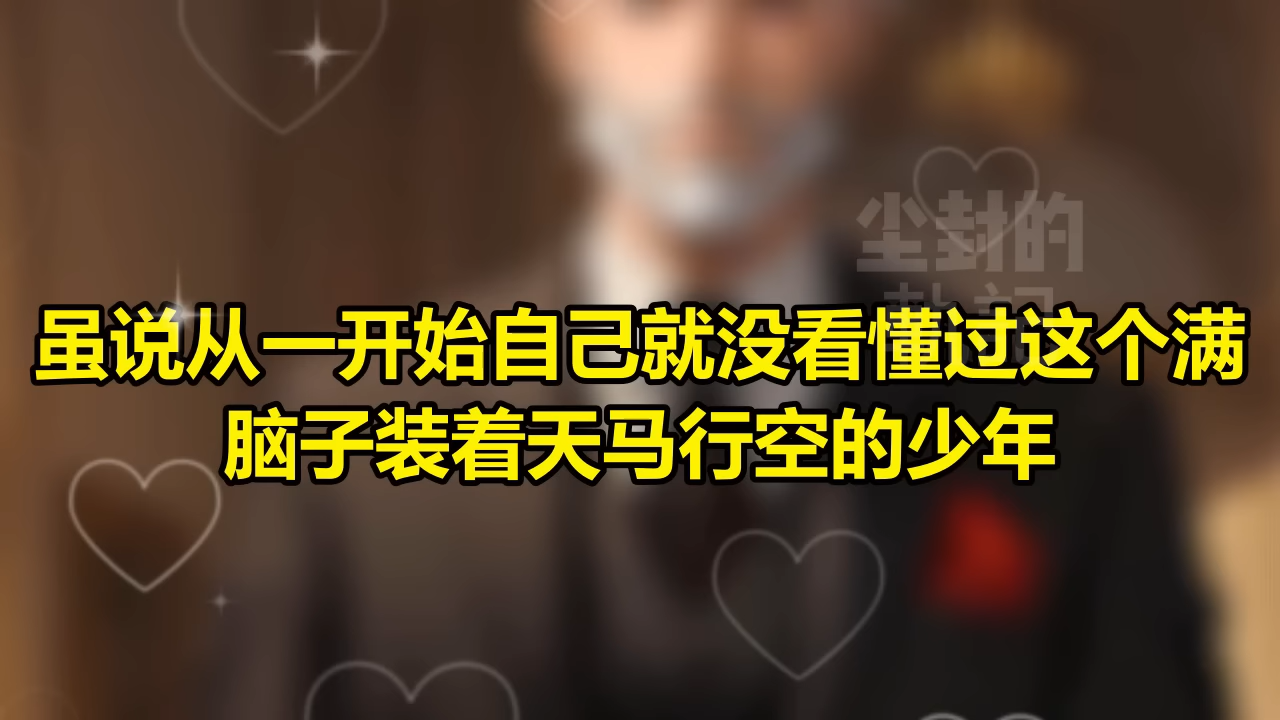 尘封的
虽说从一开始自己就没看懂过这个满
脑子装着天马行空的少年